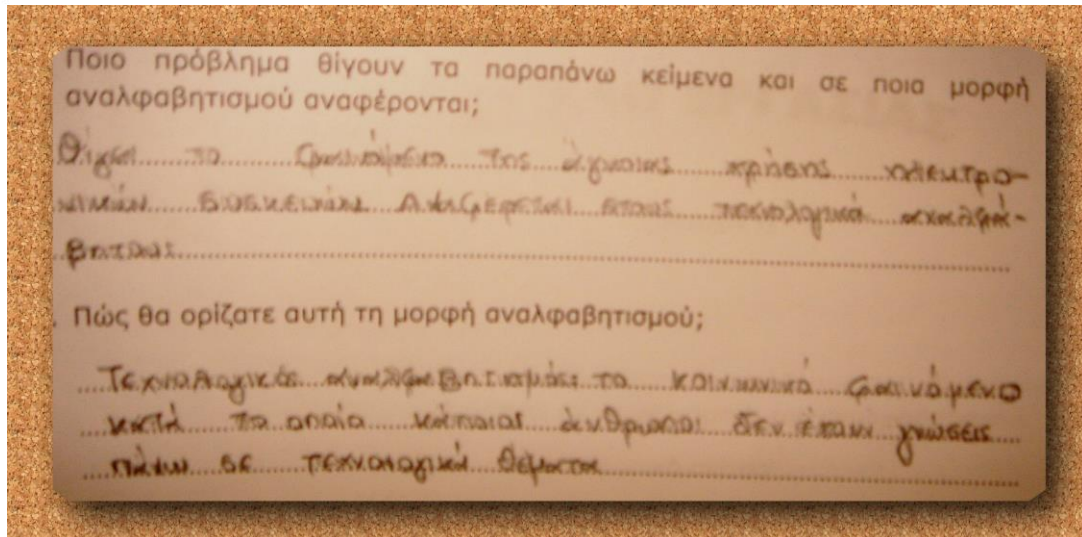 Ποιο πρόβλημα θίγουν τα παραπάνω κείμενα και σε ποια μορφή
αναλφαβητισμού αναφέρονται;
Θίγει το φαινόμενο της άγνοιας χρήσης ηλεκτρο-
νικών συσκευών Αναφέρεται στους τεχνολογικά αναλφά-
βητους
Πώς θα ορίζατε αυτή τη μορφή αναλφαβητισμού;
Τεχνολογικός αναλφαβητισμός: το κοινωνικό φαινόμενο
κατά το οποίο κάποιοι άνθρωποι δεν έχουν γνώσεις
πάνω σε τεχνολογικά θέματα